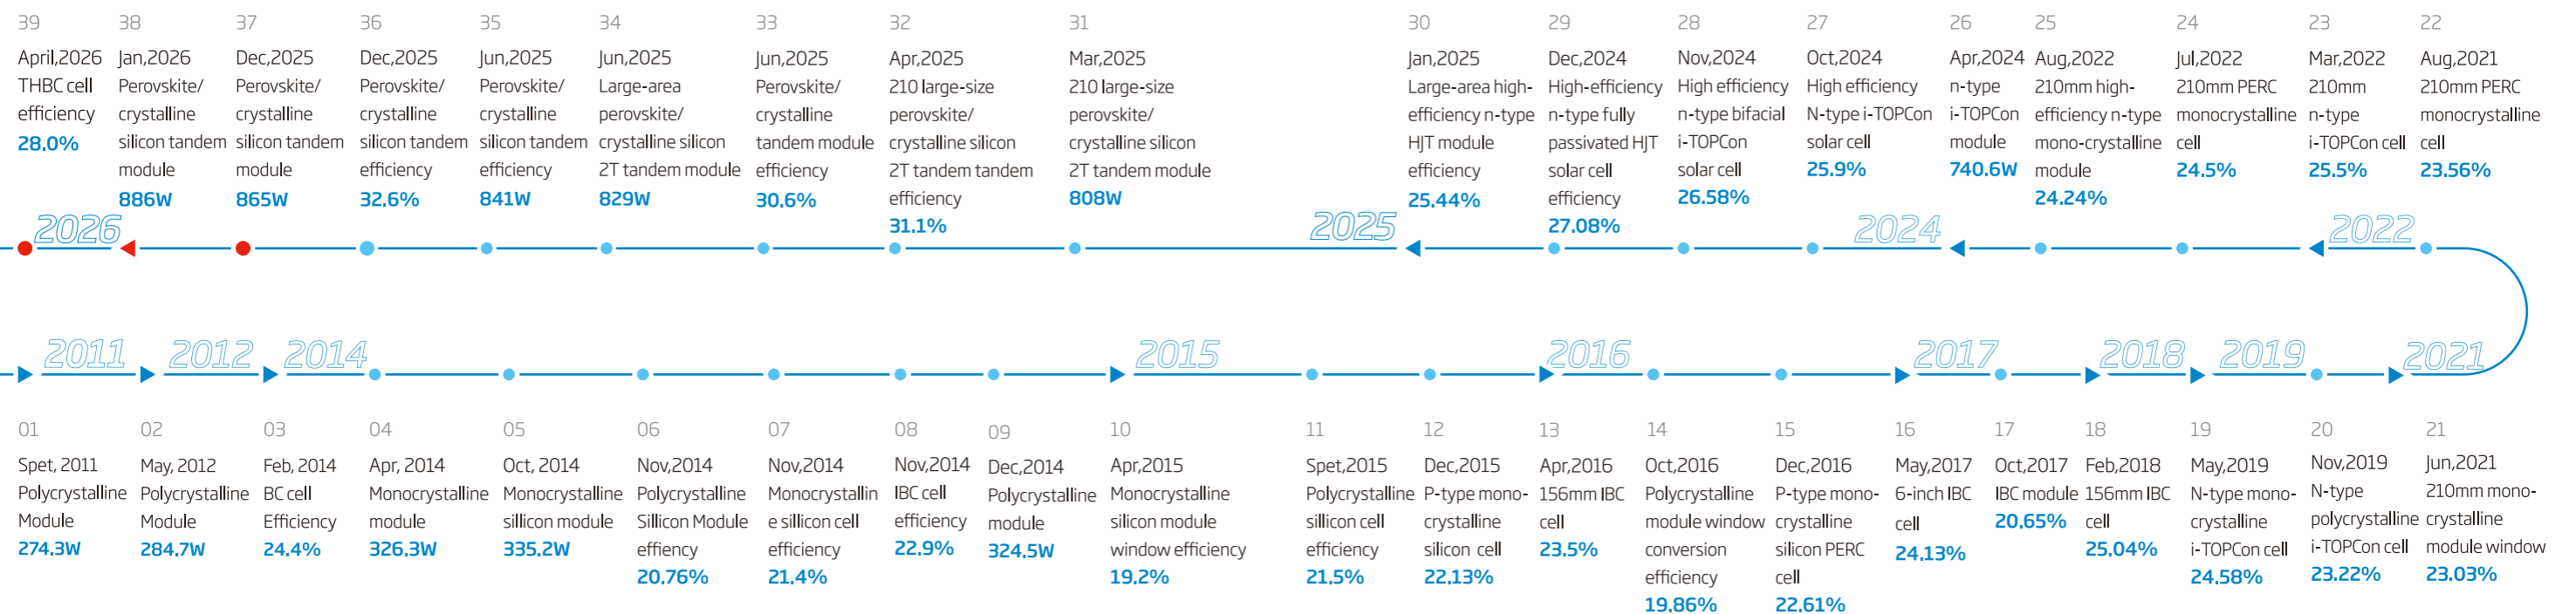 39
April,2026
THBC cell
efficiency
28.0%
38
Jan,2026
Perovskite/
crystalline
silicon tandem
module
886W
37
Dec,2025
Perovskite/
crystalline
silicon tandem
module
865W
36
Dec,2025
Perovskite/
crystalline
silicon tandem
efficiency
32.6%
35
Jun,2025
Perovskite/
crystalline
silicon tandem
efficiency
841W
34
Jun,2025
Large-area
perovskite/
crystalline silicon
2T tandem module
829W
33
Jun,2025
Perovskite/
crystalline
tandem module
efficiency
30.6%
32
Apr,2025
210 large-size
perovskite/
crystalline silicon
2T tandem tandem
efficiency
31.1%
31
Mar,2025
210 large-size
perovskite/
crystalline silicon
2T tandem module
808W
30
Jan,2025
Large-area high-
efficiency n-type
HJT module
efficiency
25.44%
29
Dec,2024
High-efficiency
n-type fully
passivated HJT
solar cell
efficiency
27.08%
28
Nov,2024
High efficiency
n-type bifacial
i-TOPCon
solar cell
26.58%
27
Oct,2024
High efficiency
N-type i-TOPCon
solar cell
25.9%
26
Apr,2024
n-type
i-TOPCon
module
740.6W
25
Aug,2022
210mm high-
efficiency n-type
mono-crystalline
module
24.24%
24
Jul,2022
210mm PERC
monocrystalline
cell
24.5%
23
Mar,2022
210mm
n-type
i-TOPCon cell
25.5%
22
Aug,2021
210mm PERC
monocrystalline
cell
23.56%
2026
2025
2024
2022
2011
2012
2014
2015
2016
2017
2018
2019
2021
01
Spet, 2011
Polycrystalline
Module
274.3W
02
May, 2012
Polycrystalline
Module
284.7W
03
Feb, 2014
BC cell
Efficiency
24.4%
04
Apr, 2014
Monocrystalline
module
326.3W
05
Oct, 2014
Monocrystalline
sillicon module
335.2W
06
Nov,2014
Polycrystalline
Sillicon Module
effiency
20.76%
07
Nov,2014
Monocrystallin
e sillicon cell
efficiency
21.4%
08
Nov,2014
IBC cell
efficiency
22.9%
09
Dec,2014
Polycrystalline
module
324.5W
10
Apr,2015
Monocrystalline
silicon module
window efficiency
19.2%
11
Spet,2015
Polycrystalline
sillicon cell
efficiency
21.5%
12
Dec,2015
P-type mono-
crystalline
silicon cell
22.13%
13
Apr,2016
156mm IBC
cell
23.5%
14
Oct,2016
Polycrystalline
module window
conversion
efficiency
19.86%
15
Dec,2016
P-type mono-
crystalline
silicon PERC
cell
22.61%
16
May,2017
6-inch IBC
cell
24.13%
17
Oct,2017
IBC module
20.65%
18
Feb,2018
156mm IBC
cell
25.04%
19
May,2019
N-type mono-
crystalline
i-TOPCon cell
24.58%
20
Nov,2019
N-type
polycrystalline
i-TOPCon cell
23.22%
21
Jun,2021
210mm mono-
crystalline
module window
23.03%